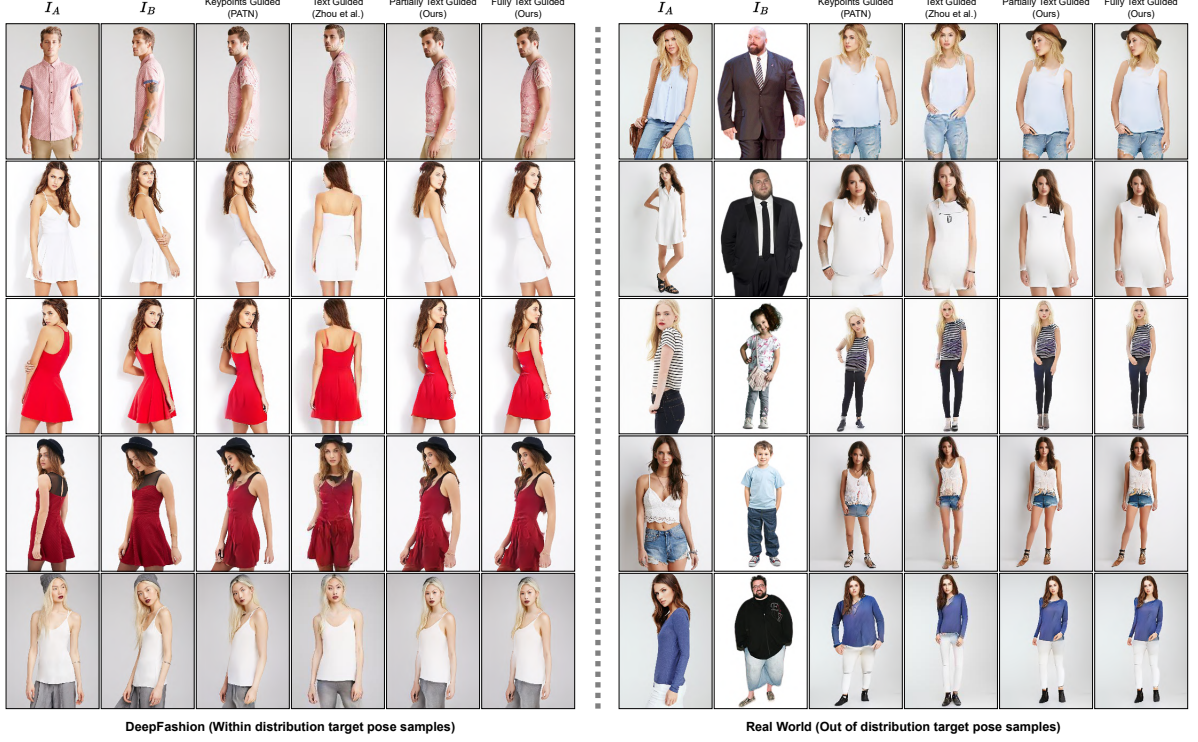 I_A I_B Keypoints Guided (PATN) Text Guided (Zhou et al.) Partially Text Guided (Ours) Fully Text Guided (Ours)
I_A I_B Keypoints Guided (PATN) Text Guided (Zhou et al.) Partially Text Guided (Ours) Fully Text Guided (Ours)
DeepFashion (Within distribution target pose samples)
Real World (Out of distribution target pose samples)